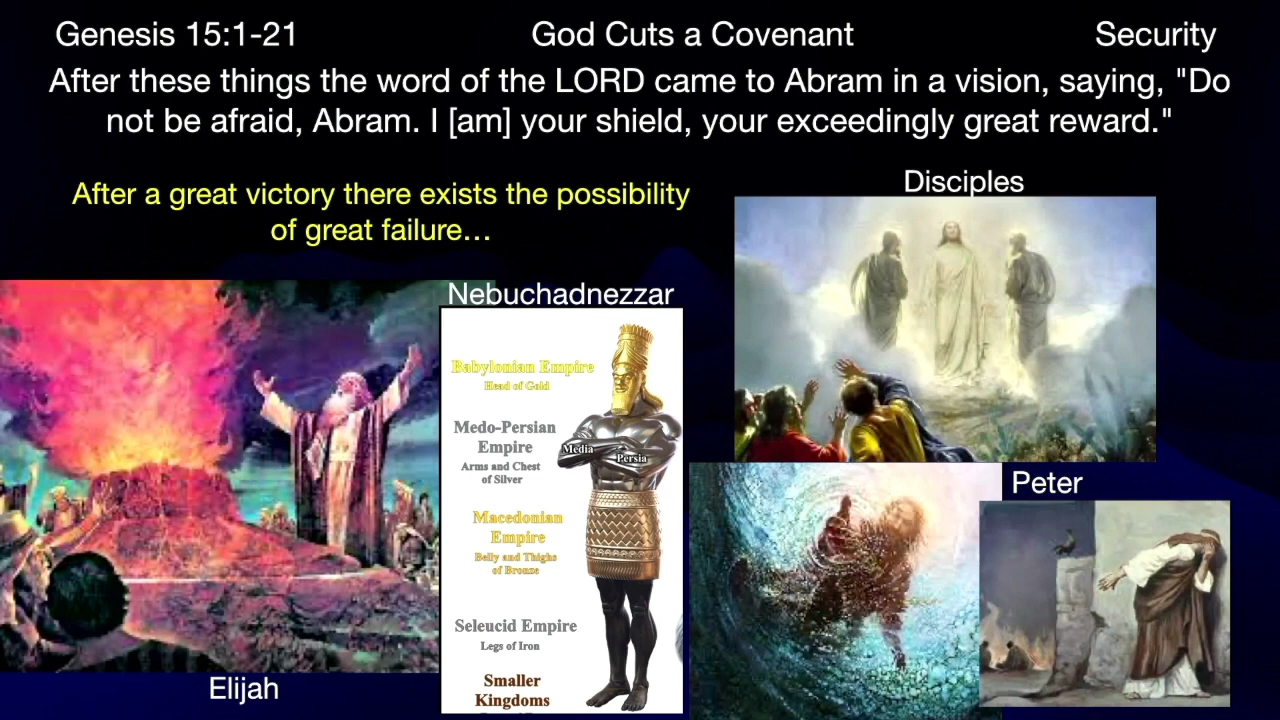 Genesis 15:1-21 God Cuts a Covenant Security
After these things the word of the LORD came to Abram in a vision, saying, "Do
not be afraid, Abram. I [am] your shield, your exceedingly great reward."
After a great victory there exists the possibility
of great failure…
Disciples
Nebuchadnezzar
Babylonian Empire
Head of Gold
Medo-Persian
Empire
Arms and Chest
of Silver
Media
Persia
Macedonian
Empire
Belly and Thighs
of Bronze
Seleucid Empire
Legs of Iron
Smaller
Kingdoms
Peter
Elijah